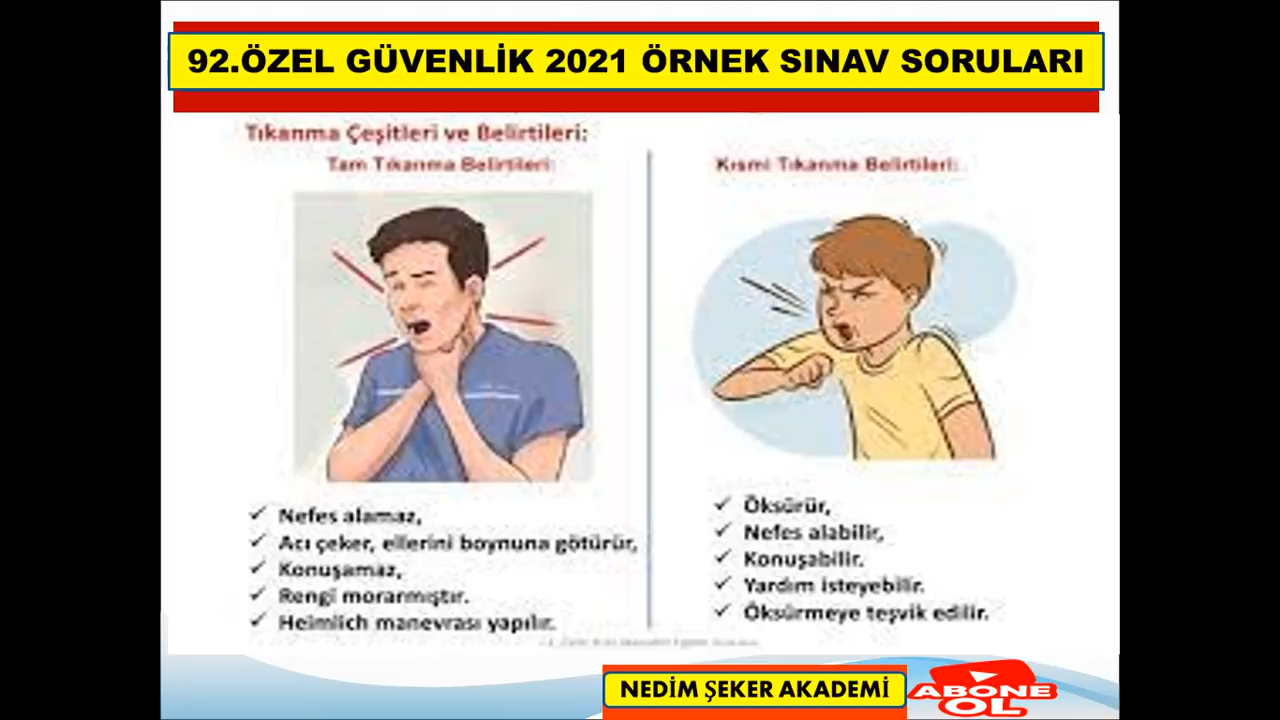 92.ÖZEL GÜVENLİK 2021 ÖRNEK SINAV SORULARI
Tıkanma Çeşitleri ve Belirtileri:
Tam Tıkanma Belirtileri:
Nefes alamaz,
Acı çeker, ellerini boynuna götürür,
Konuşamaz,
Rengi morarmıştır.
Heimlich manevrası yapılır.
Kısmi Tıkanma Belirtileri:
Öksürür,
Nefes alabilir,
Konuşabilir.
Yardım isteyebilir.
Öksürmeye teşvik edilir.
NEDİM ŞEKER AKADEMİ
ABONE
OL